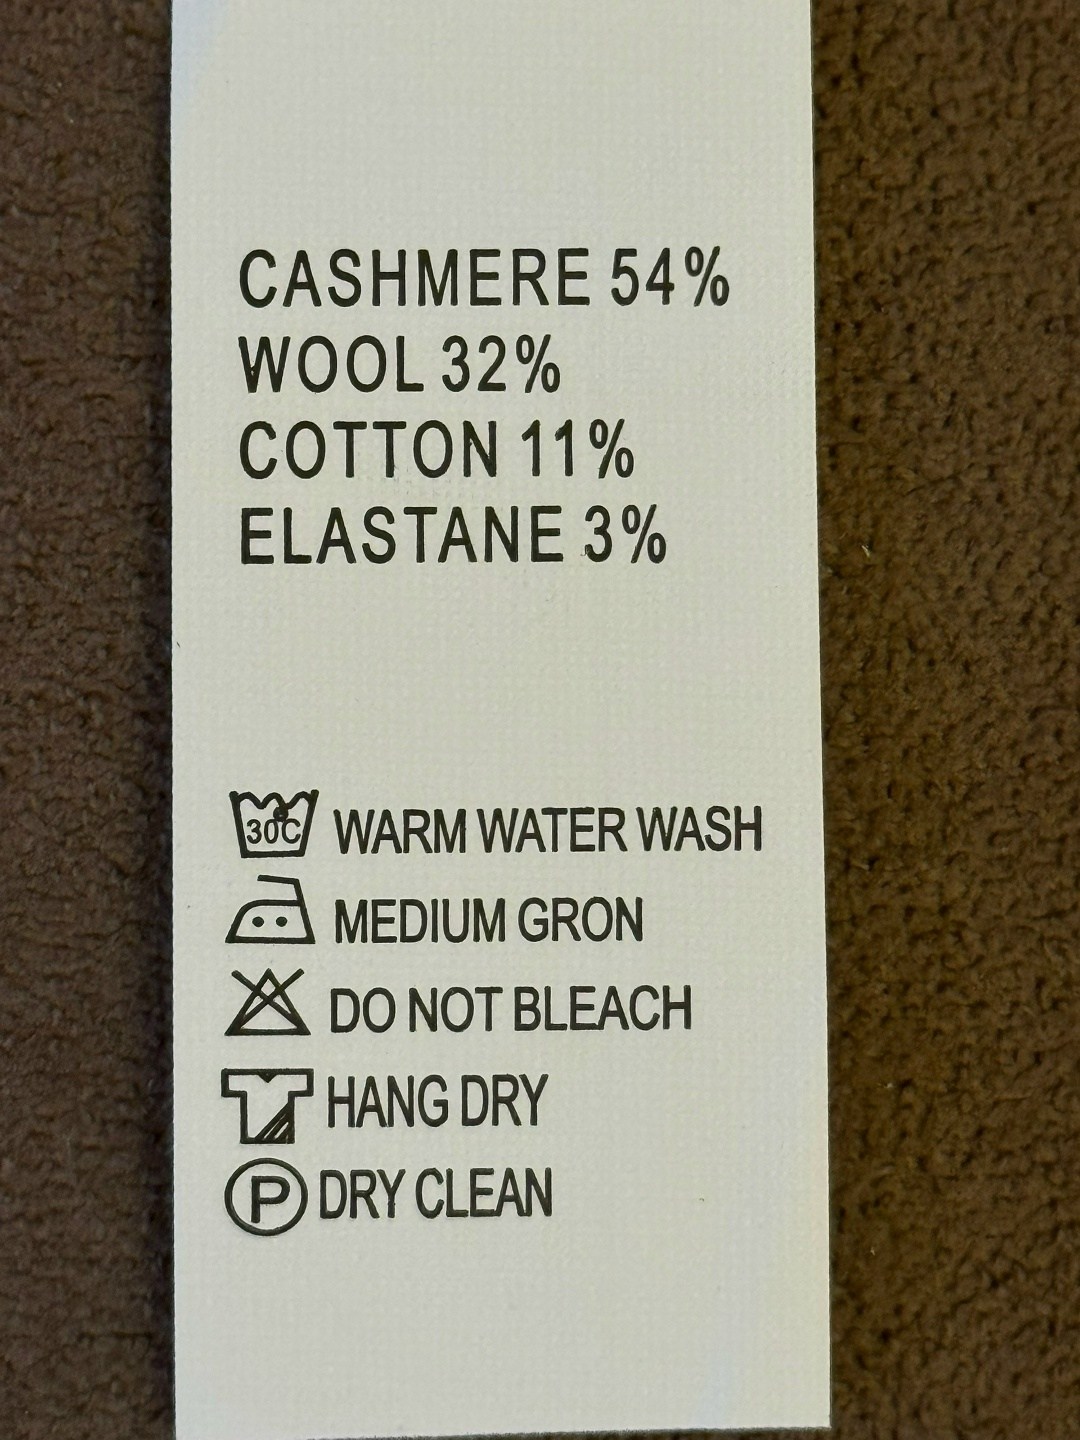 CASHMERE 54%
WOOL 32%
COTTON 11%
ELASTANE 3%
30C WARM WATER WASH
MEDIUM GRON
DO NOT BLEACH
HANG DRY
P DRY CLEAN